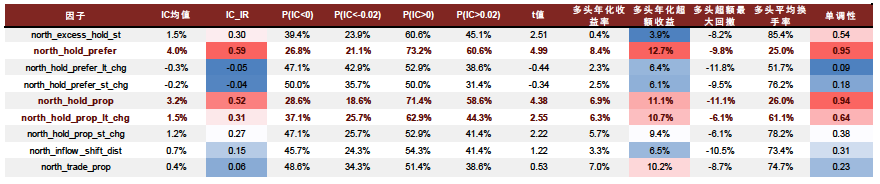 因子 IC均值 IC_IR P(IC<0) P(IC<-0.02) P(IC>0) P(IC>0.02) t值 多头年化收益率 多头年化超额收益 多头超额最大回撤 多头平均换手率 单调性
north_excess_hold_st 1.5% 0.30 39.4% 23.9% 60.6% 45.1% 2.51 0.4% 3.9% -8.2% 85.4% 0.54
north_hold_prefer 4.0% 0.59 26.8% 21.1% 73.2% 60.6% 4.99 8.4% 12.7% -9.8% 25.0% 0.95
north_hold_prefer_lt_chg -0.3% -0.05 47.1% 42.9% 52.9% 38.6% -0.44 2.3% 6.4% -11.8% 51.7% 0.09
north_hold_prefer_st_chg -0.2% -0.04 50.0% 35.7% 50.0% 31.4% -0.34 2.5% 6.1% -9.5% 76.2% 0.18
north_hold_prop 3.2% 0.52 28.6% 18.6% 71.4% 58.6% 4.38 6.9% 11.1% -11.1% 26.0% 0.94
north_hold_prop_lt_chg 1.5% 0.31 37.1% 25.7% 62.9% 44.3% 2.55 6.3% 10.7% -6.1% 61.1% 0.64
north_hold_prop_st_chg 1.2% 0.27 47.1% 25.7% 52.9% 41.4% 2.22 5.7% 9.4% -6.1% 78.2% 0.38
north_inflow_shift_dist 0.7% 0.15 45.7% 24.3% 54.3% 41.4% 1.22 3.3% 6.5% -10.5% 73.4% 0.31
north_trade_prop 0.4% 0.06 48.6% 34.3% 51.4% 38.6% 0.53 7.0% 10.2% -8.7% 74.7% 0.23